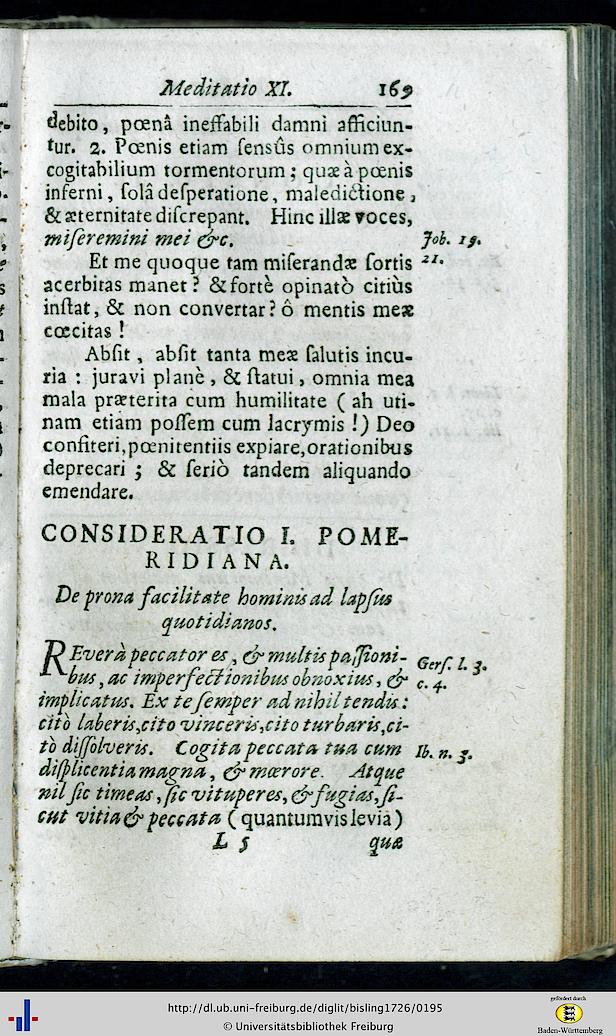 Meditatio XI. 169
debito, pœnâ ineffabili damni afficiun-
tur. 2. Pœnis etiam ſensûs omnium ex-
cogitabilium tormentorum; quæ à pœnis
inferni, ſolâ deſperatione, maledictione,
& æternitate diſcrepant. Hinc illæ voces,
miſeremini mei &c.
Job. 19.
21.
Et me quoque tam miſerandæ ſortis
acerbitas manet? & fortè opinatò citiùs
inſtat, & non convertar? ô mentis meæ
cœcitas!
Abſit, abſit tanta meæ ſalutis incu-
ria: juravi planè, & ſtatui, omnia mea
mala præterita cum humilitate (ah uti-
nam etiam poſſem cum lacrymis!) Deo
confiteri, pœnitentiis expiare, orationibus
deprecari; & ſeriò tandem aliquando
emendare.
CONSIDERATIO I. POME-
RIDIANA.
De prona facilitate hominis ad lapſus
quotidianos.
REverà peccator es, & multis paſſioni-
bus, ac imperfectionibus obnoxius, &
implicatus. Ex te ſemper ad nihil tendis:
citò laberis, cito vinceris, cito turbaris, ci-
tò diſſolveris. Cogita peccata tua cum
diſplicentia magna, & mœrore. Atque
nil ſic timeas, ſic vituperes, & fugias, ſi-
cut vitia & peccata (quantumvis levia)
Gerſ. l. 3.
c. 4.
Ib. n. 3.
L 5 quæ
http://dl.ub.uni-freiburg.de/diglit/bisling1726/0195
© Universitätsbibliothek Freiburg
gefördert durch
Baden-Württemberg